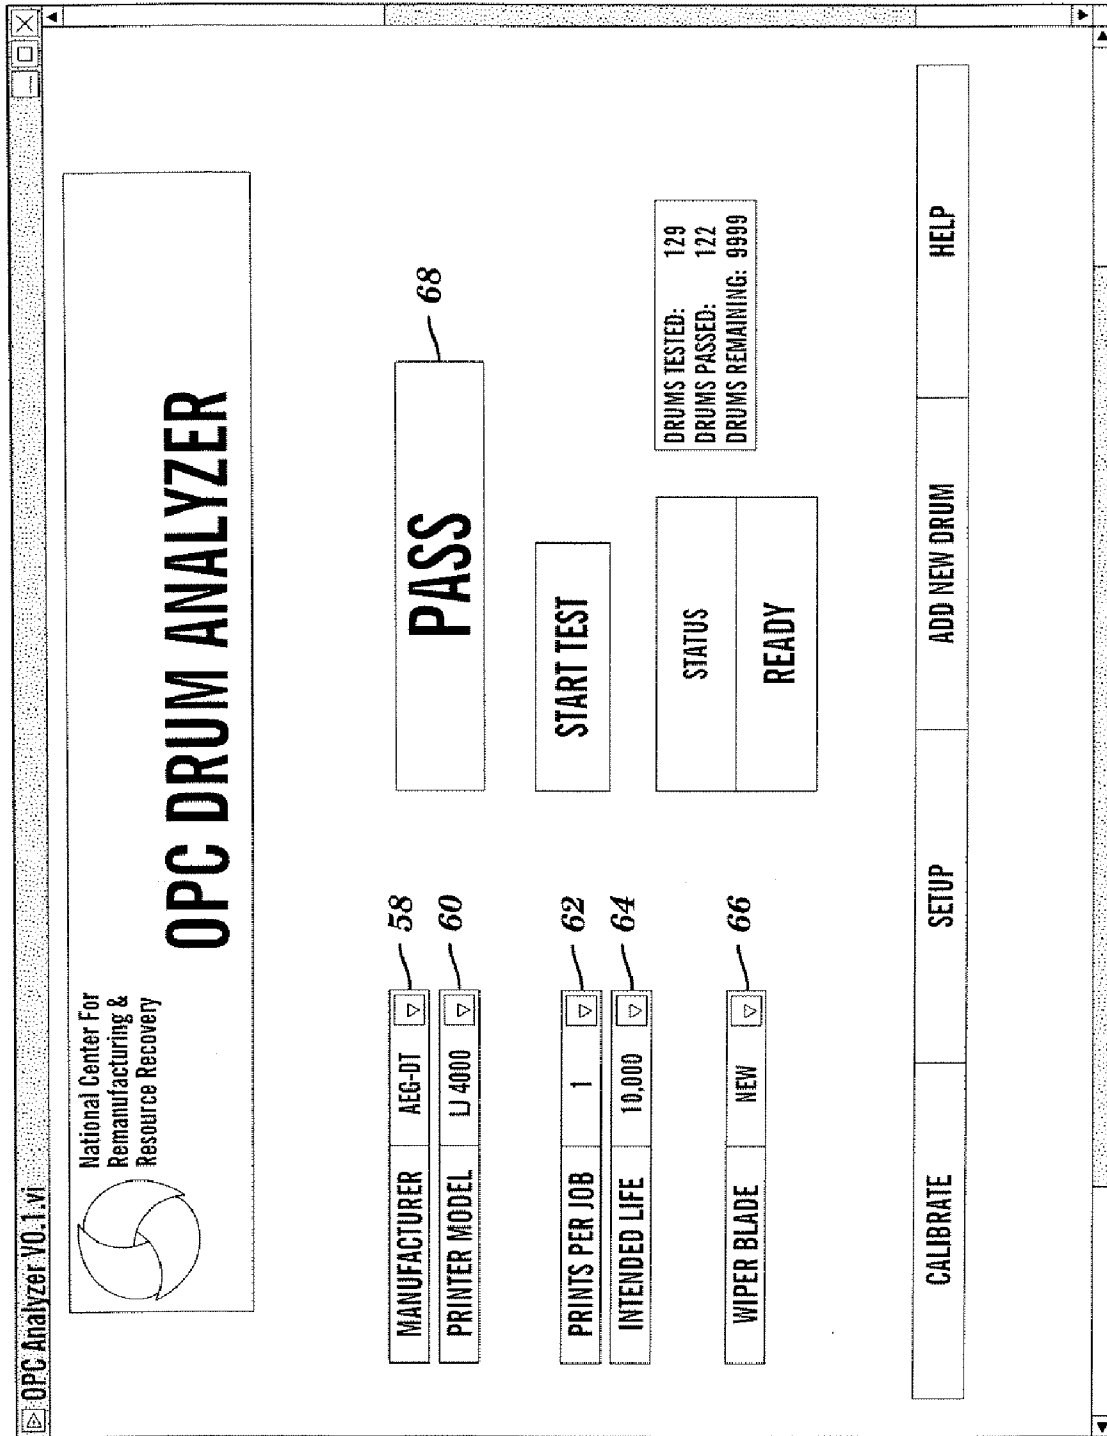 OPC Analyzer V0.1.vi
National Center For
Remanufacturing &
Resource Recovery
OPC DRUM ANALYZER
MANUFACTURER AEG-DT 58
PRINTER MODEL LJ 4000 60
PRINTS PER JOB 1 62
INTENDED LIFE 10,000 64
WIPER BLADE NEW 66
PASS 68
START TEST
STATUS
READY
DRUMS TESTED: 129
DRUMS PASSED: 122
DRUMS REMAINING: 9999
CALIBRATE SETUP ADD NEW DRUM HELP